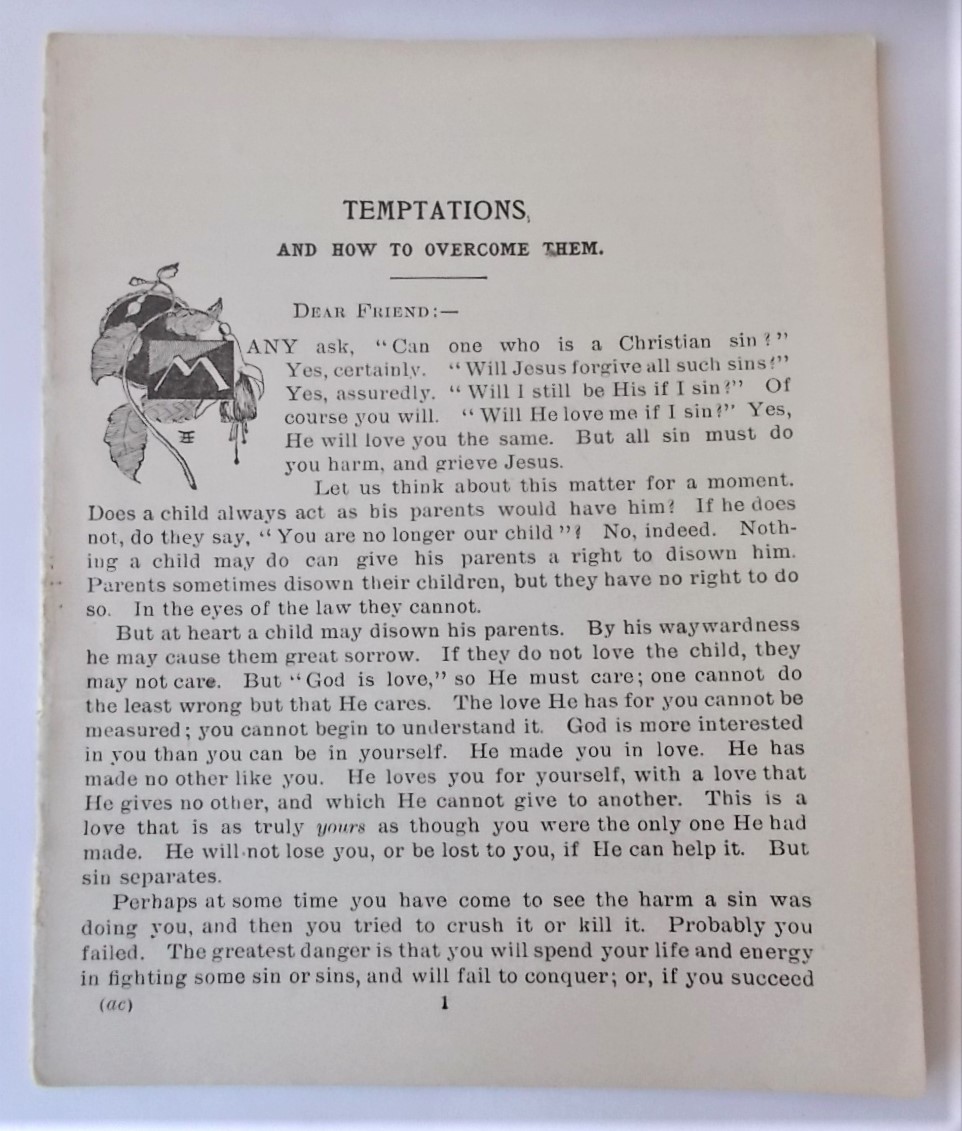 TEMPTATIONS,
AND HOW TO OVERCOME THEM.
DEAR FRIEND:—
MANY ask, “Can one who is a Christian sin?”
Yes, certainly. “Will Jesus forgive all such sins?”
Yes, assuredly. “Will I still be His if I sin?” Of
course you will. “Will He love me if I sin?” Yes,
He will love you the same. But all sin must do
you harm, and grieve Jesus.
Let us think about this matter for a moment.
Does a child always act as his parents would have him? If he does
not, do they say, “You are no longer our child”? No, indeed. Noth-
ing a child may do can give his parents a right to disown him.
Parents sometimes disown their children, but they have no right to do
so. In the eyes of the law they cannot.
But at heart a child may disown his parents. By his waywardness
he may cause them great sorrow. If they do not love the child, they
may not care. But “God is love,” so He must care; one cannot do
the least wrong but that He cares. The love He has for you cannot be
measured; you cannot begin to understand it. God is more interested
in you than you can be in yourself. He made you in love. He has
made no other like you. He loves you for yourself, with a love that
He gives no other, and which He cannot give to another. This is a
love that is as truly yours as though you were the only one He had
made. He will not lose you, or be lost to you, if He can help it. But
sin separates.
Perhaps at some time you have come to see the harm a sin was
doing you, and then you tried to crush it or kill it. Probably you
failed. The greatest danger is that you will spend your life and energy
in fighting some sin or sins, and will fail to conquer; or, if you succeed
(ac) 1